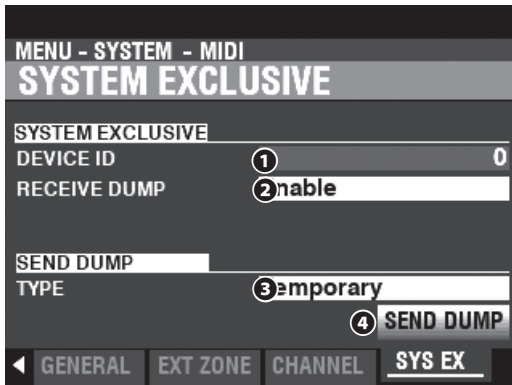 MENU - SYSTEM - MIDI
SYSTEM EXCLUSIVE
SYSTEM EXCLUSIVE
DEVICE ID 1 0
RECEIVE DUMP 2 nable
SEND DUMP
TYPE 3 emporary
4 SEND DUMP
GENERAL EXT ZONE CHANNEL SYS EX